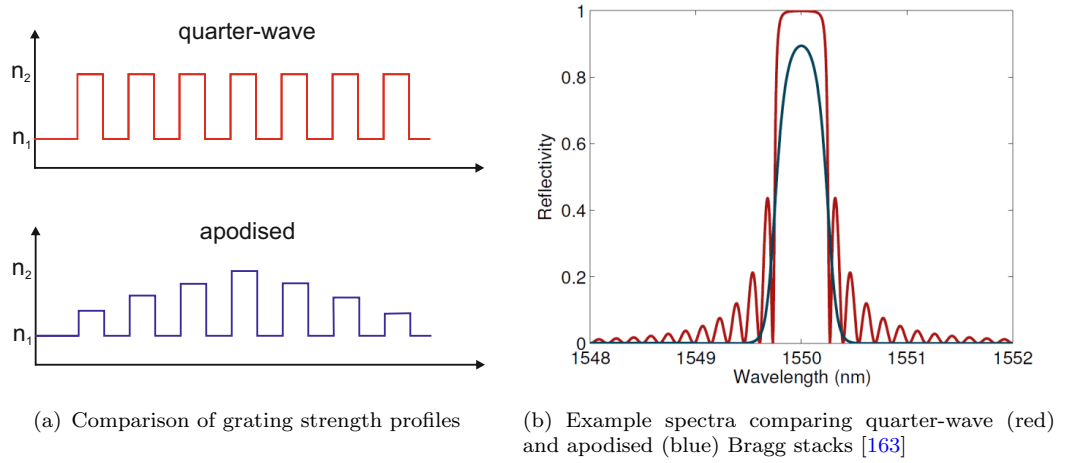 quarter-wave
n₂
n₁
apodised
n₂
n₁
1
0.8
0.6
0.4
0.2
0
Reflectivity
1548 1549 1550 1551 1552
Wavelength (nm)
(a) Comparison of grating strength profiles
(b) Example spectra comparing quarter-wave (red)
and apodised (blue) Bragg stacks [163]